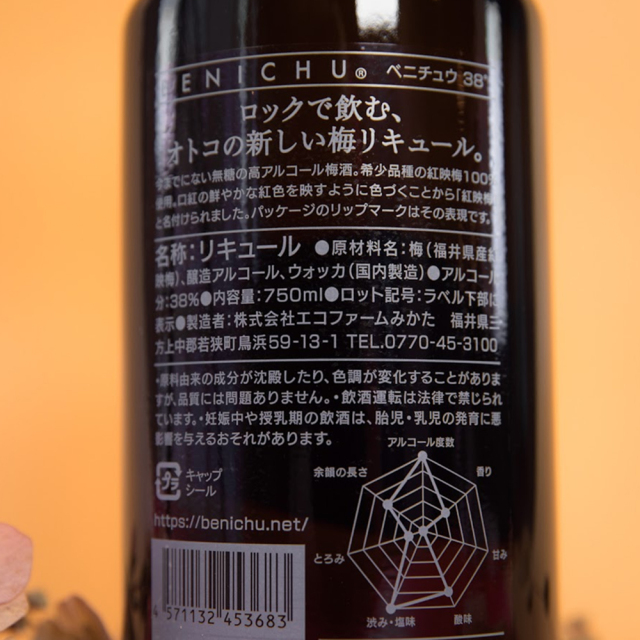 BENICHU® ベニチュウ 38°
ロックで飲む、
オトコの新しい梅リキュール。
今までにない無糖の高アルコール梅酒。希少品種の紅映梅100%
使用。口紅の鮮やかな紅色を映すように色づくことから「紅映梅」
と名付けられました。パッケージのリップマークはその表現です。
名称:リキュール ●原材料名:梅(福井県産紅
映梅)、醸造アルコール、ウォッカ(国内製造)●アルコール
分:38%●内容量:750ml●ロット記号:ラベル下部に
表示●製造者:株式会社エコファームみかた 福井県三
方上中郡若狭町鳥浜59-13-1 TEL.0770-45-3100
・原料由来の成分が沈殿したり、色調が変化することがありま
すが、品質には問題ありません。・飲酒運転は法律で禁じられ
ています。・妊娠中や授乳期の飲酒は、胎児・乳児の発育に悪
影響を与えるおそれがあります。
アルコール度数
余韻の長さ 香り
プラ キャップ
シール
https://benichu.net/
とろみ 甘み
渋み・塩味 酸味
4 571132 453683